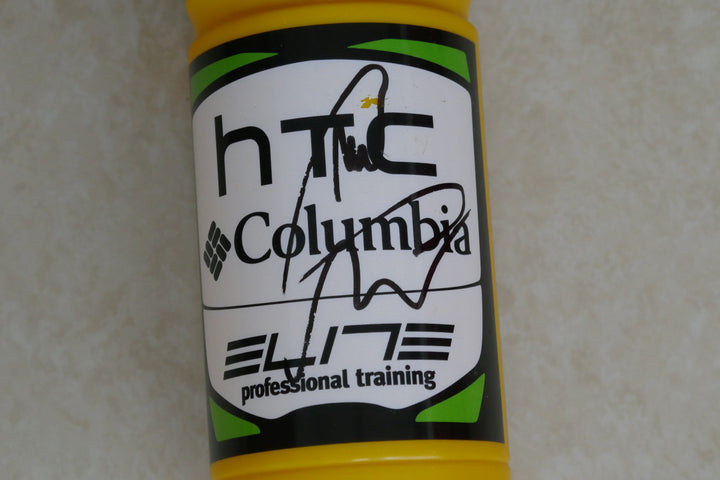 hTC
Columbia
ELITE
professional training